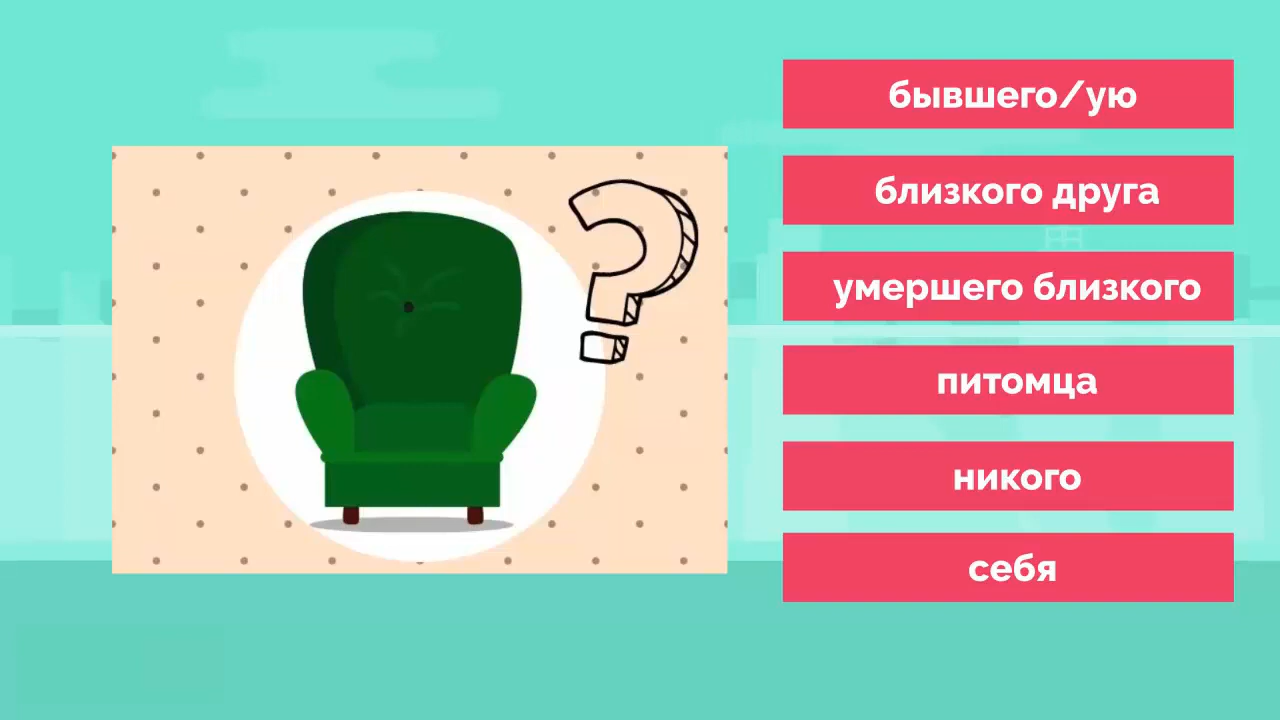 бывшего/ую
близкого друга
умершего близкого
питомца
никого
себя